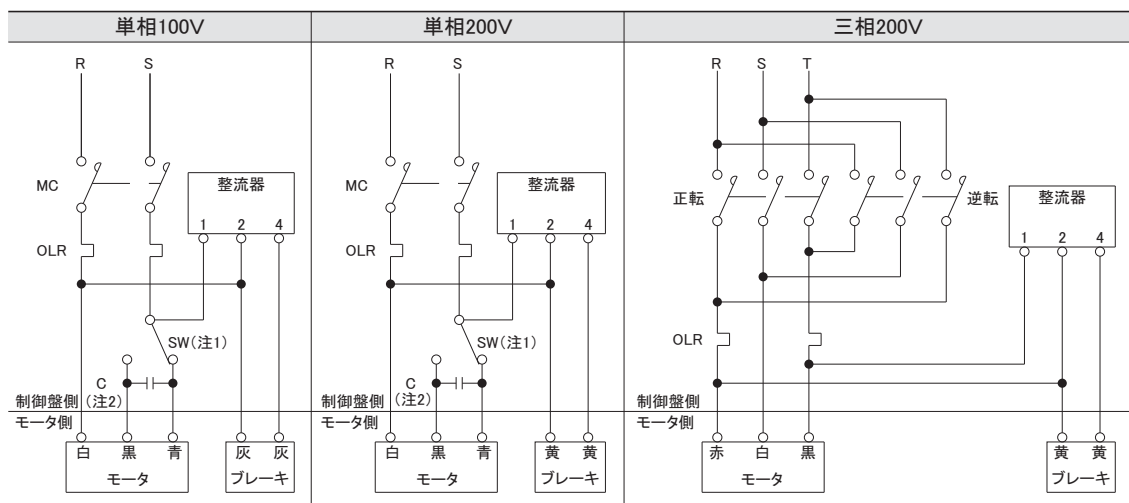 単相100V
R S
MC
整流器
1 2 4
OLR
SW(注1)
C
(注2)
制御盤側
モータ側
白 黒 青
モータ
灰 灰
ブレーキ
単相200V
R S
MC
整流器
1 2 4
OLR
SW(注1)
C
(注2)
制御盤側
モータ側
白 黒 青
モータ
黄 黄
ブレーキ
三相200V
R S T
正転
逆転
整流器
1 2 4
OLR
制御盤側
モータ側
赤 白 黒
モータ
黄 黄
ブレーキ